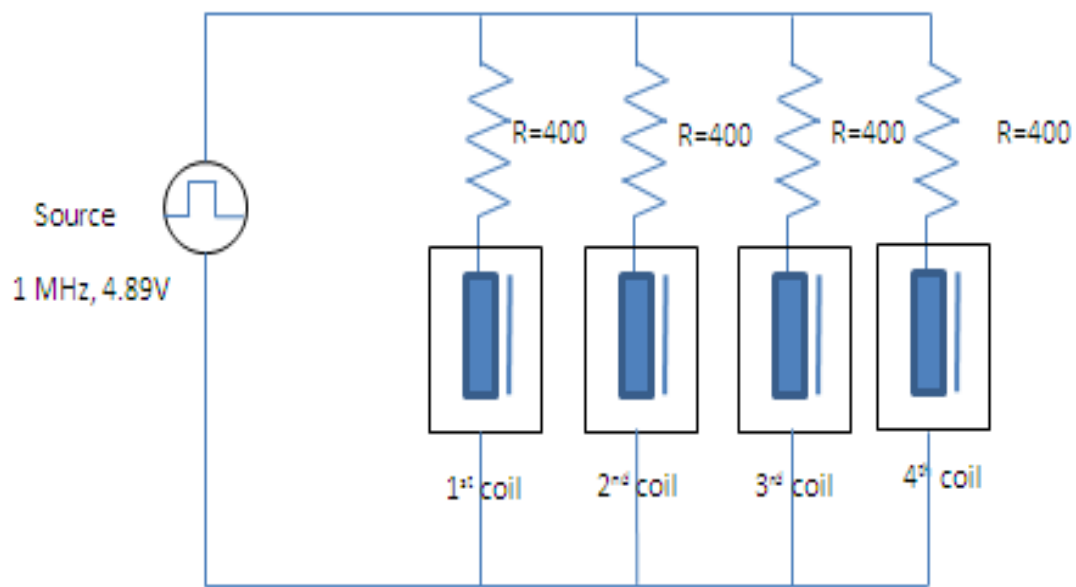 R=400
R=400
R=400
R=400
Source
1 MHz, 4.89V
1st coil
2nd coil
3rd coil
4th coil